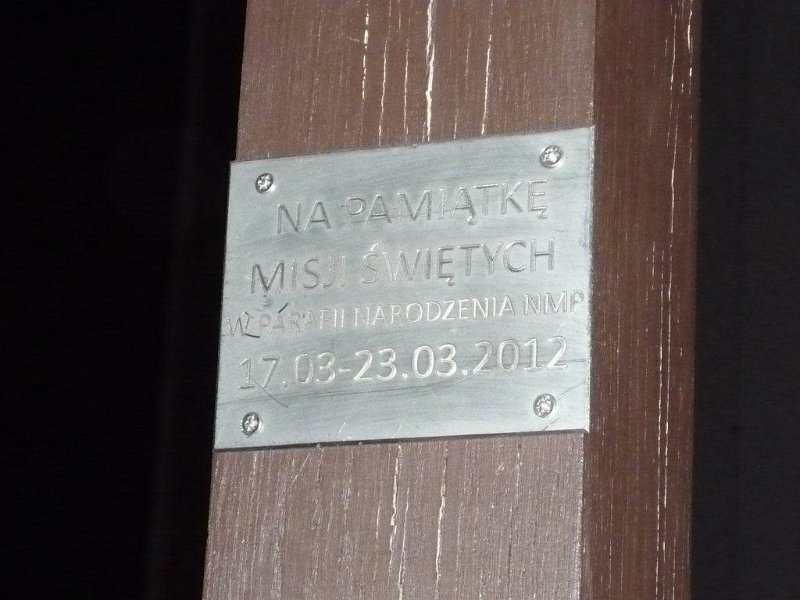 NA PAMIĄTKĘ
MISJI ŚWIĘTYCH
W PARAFII NARODZENIA NMP
17.03-23.03.2012